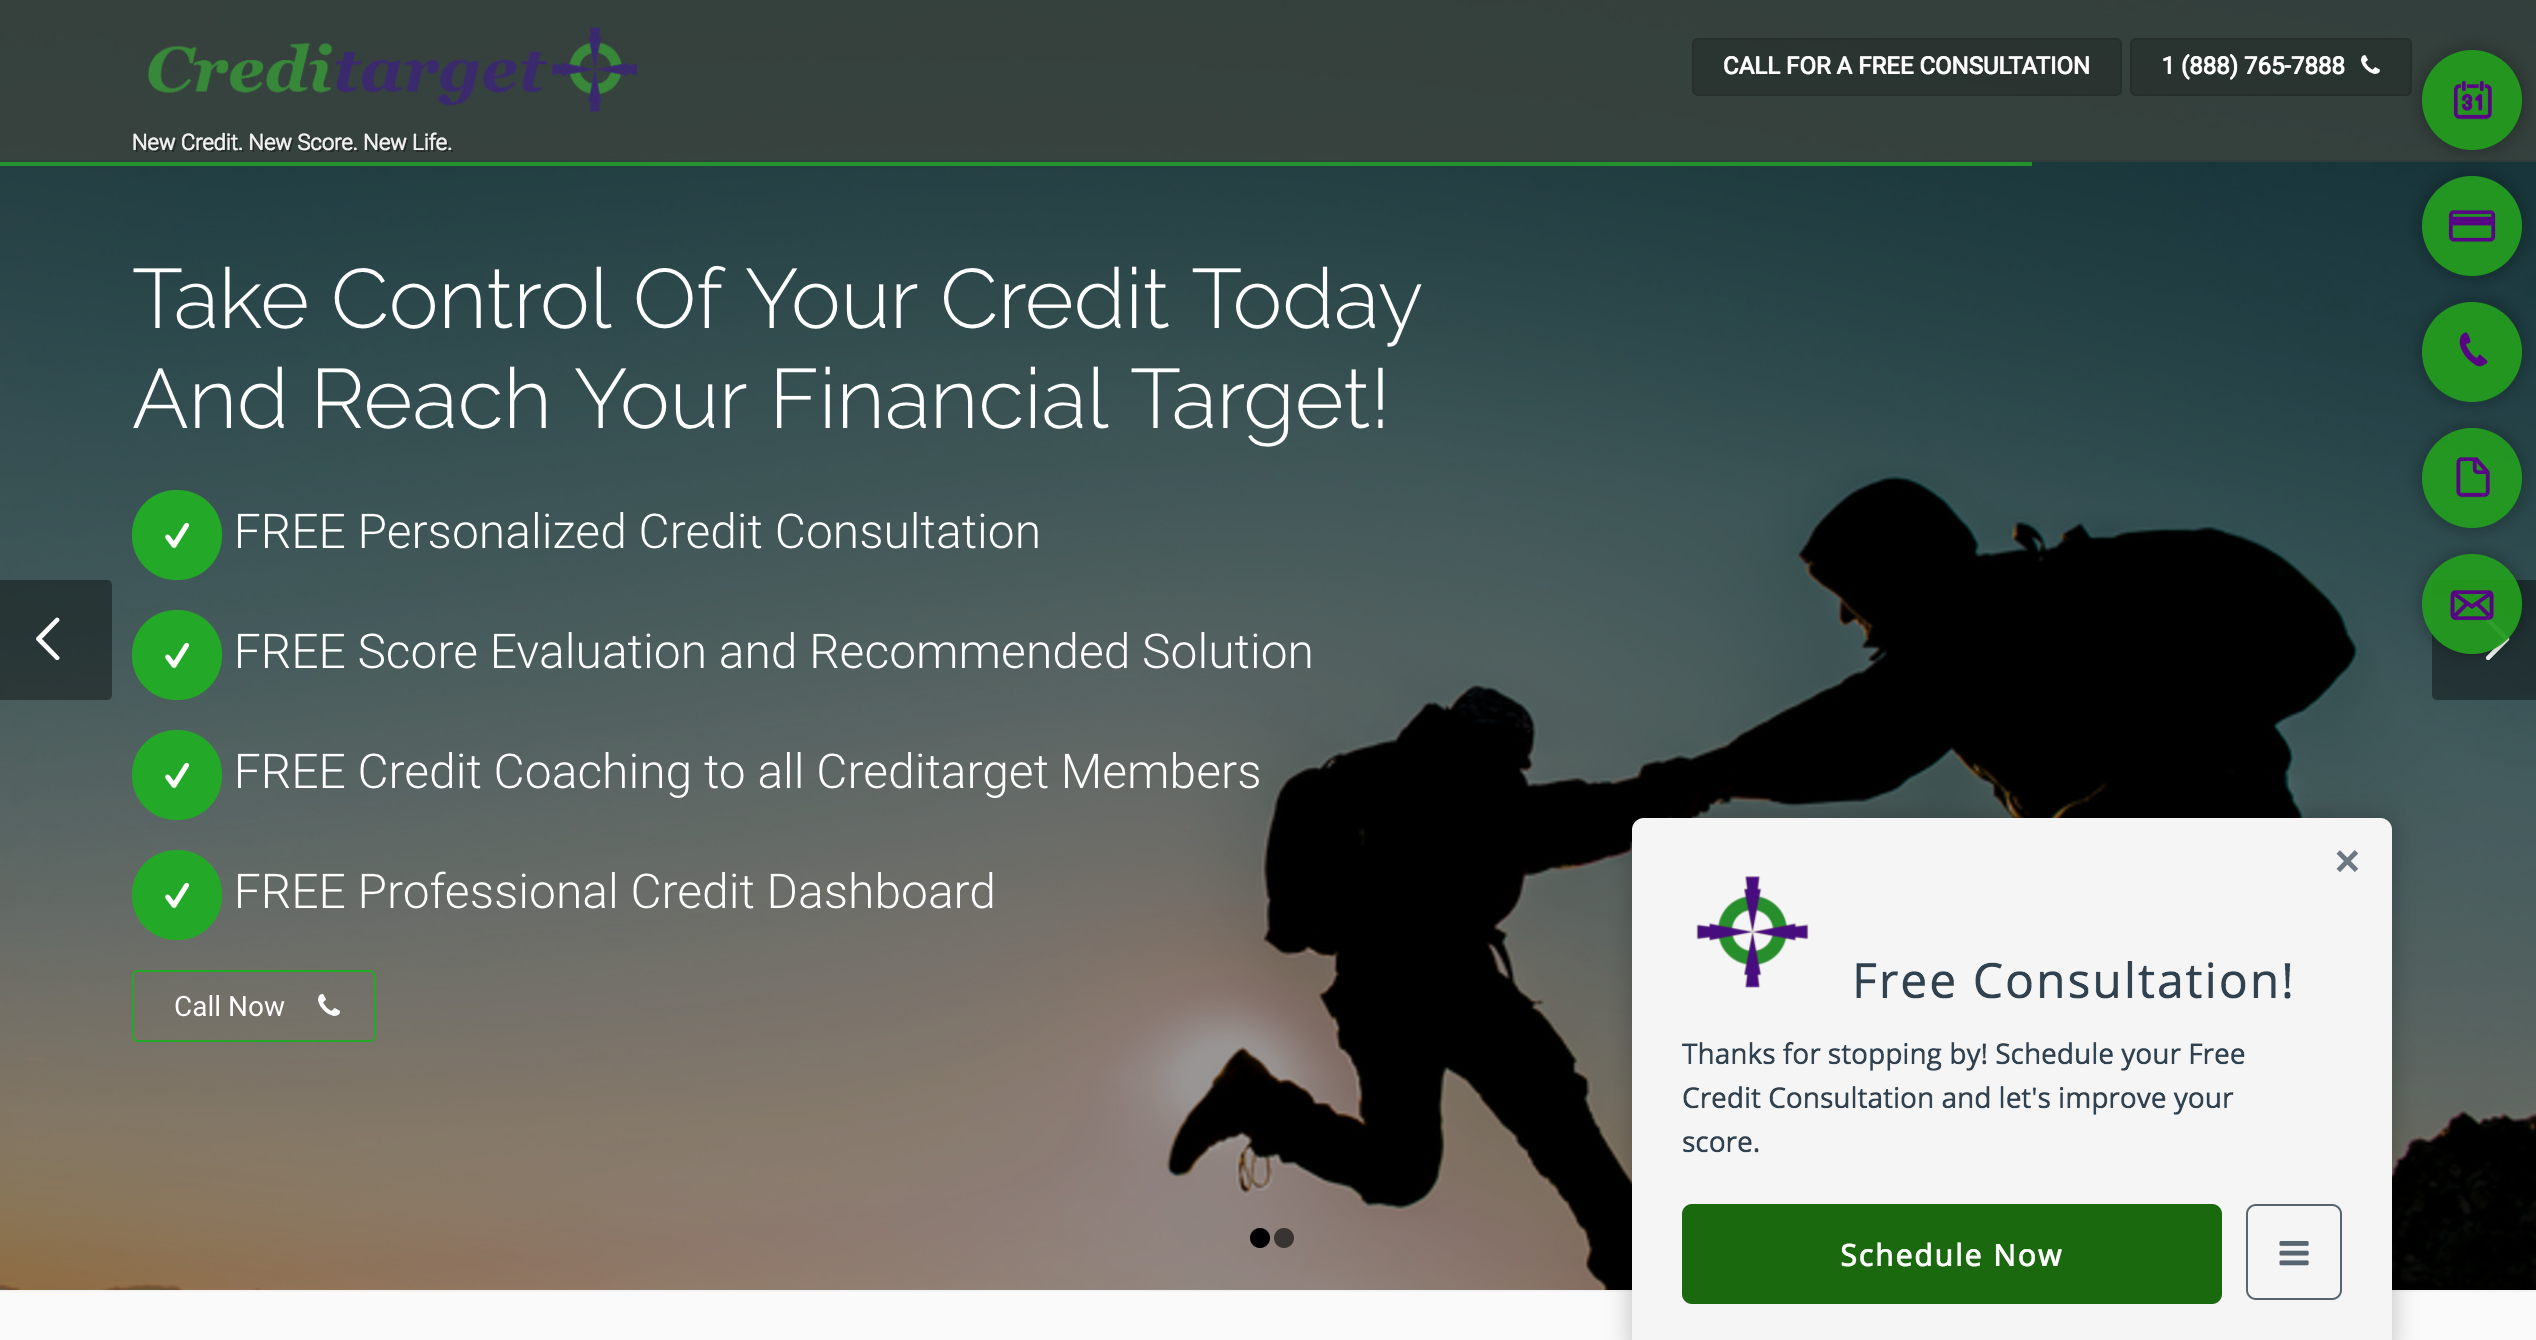 Creditarget
New Credit. New Score. New Life.
CALL FOR A FREE CONSULTATION
1 (888) 765-7888
31
Take Control Of Your Credit Today
And Reach Your Financial Target!
FREE Personalized Credit Consultation
FREE Score Evaluation and Recommended Solution
FREE Credit Coaching to all Creditarget Members
FREE Professional Credit Dashboard
Call Now
Free Consultation!
Thanks for stopping by! Schedule your Free
Credit Consultation and let's improve your
score.
Schedule Now